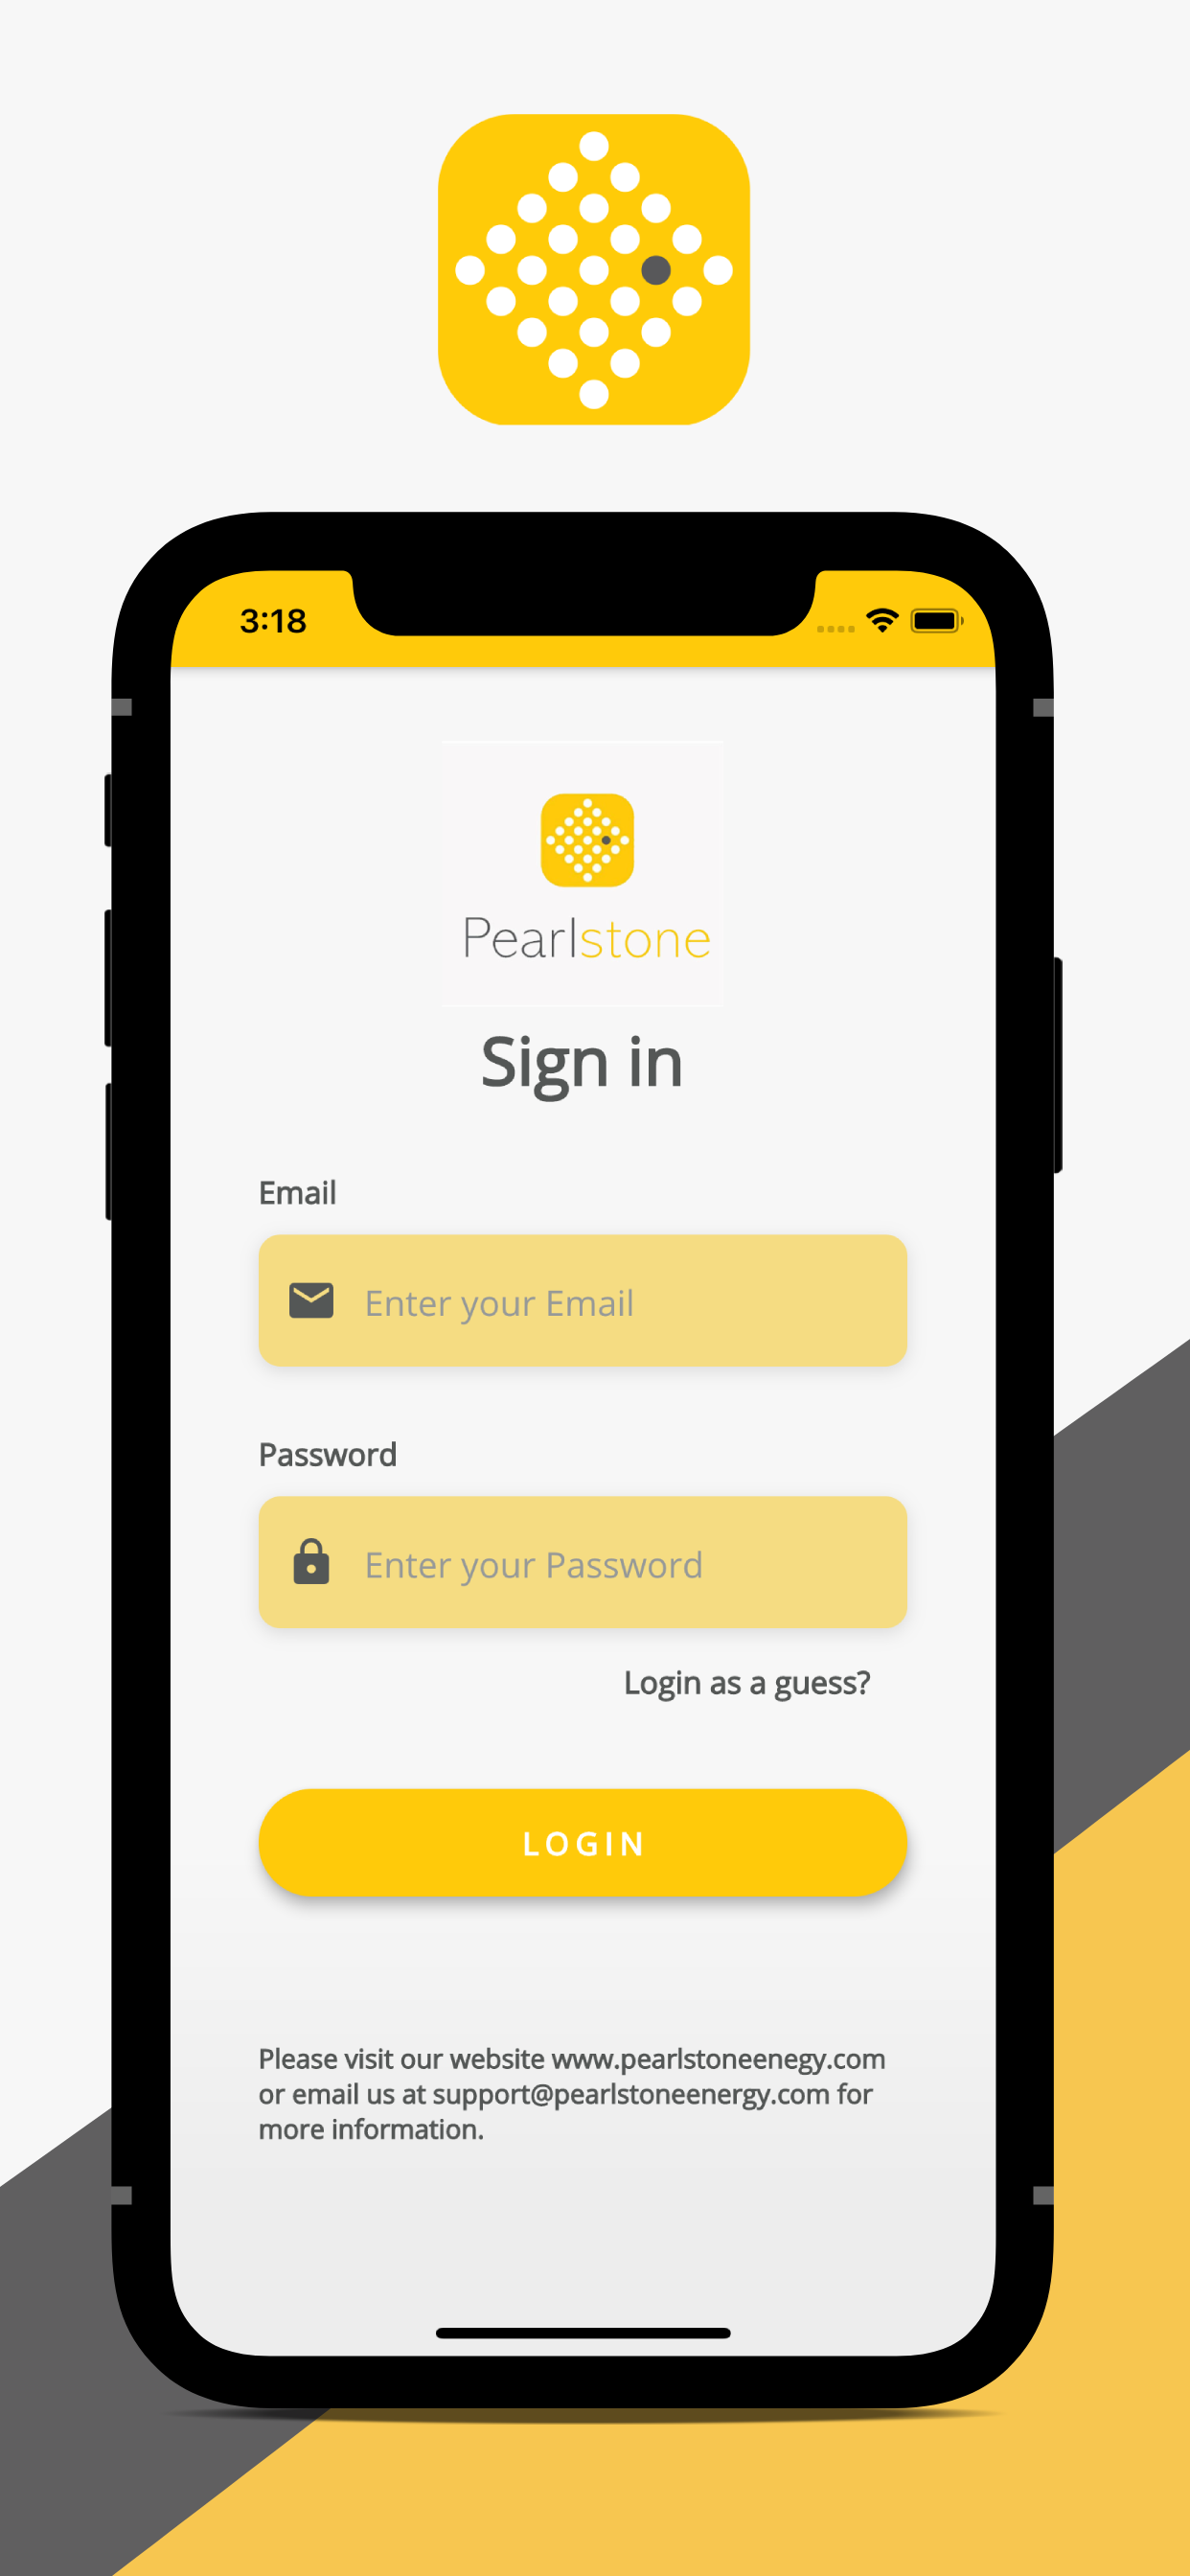 3:18
Pearlstone
Sign in
Email
Enter your Email
Password
Enter your Password
Login as a guess?
LOGIN
Please visit our website www.pearlstoneenegy.com
or email us at support@pearlstoneenergy.com for
more information.